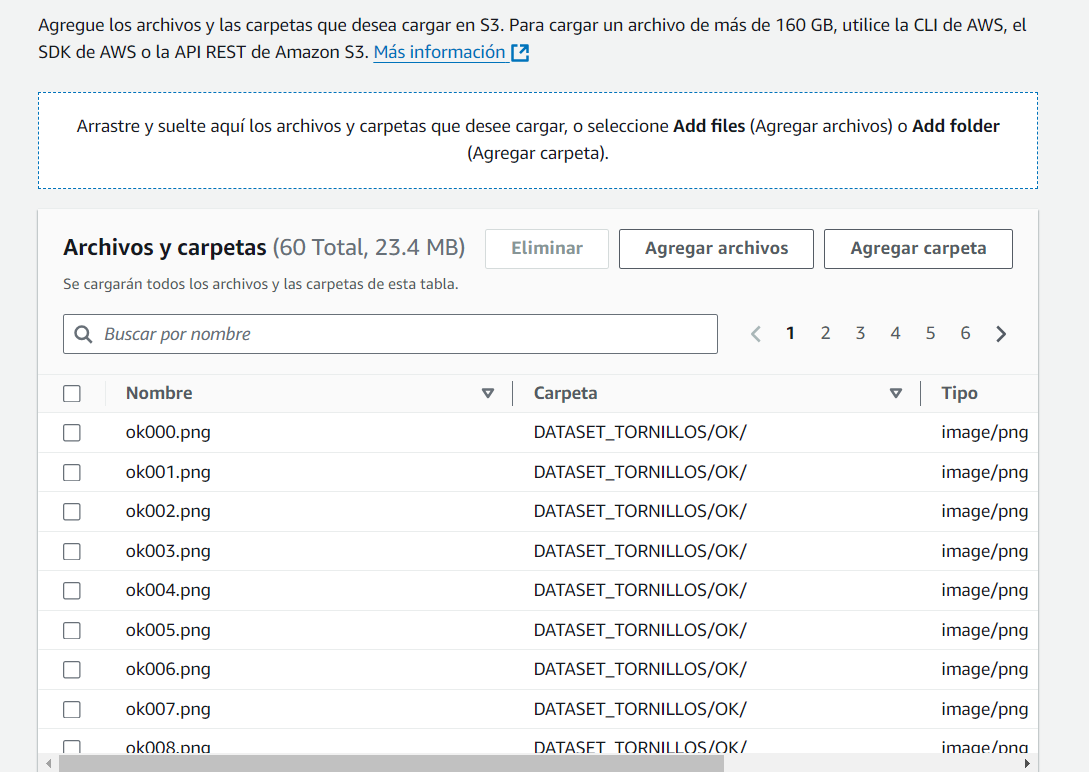 Agregue los archivos y las carpetas que desea cargar en S3. Para cargar un archivo de más de 160 GB, utilice la CLI de AWS, el
SDK de AWS o la API REST de Amazon S3. Más información
Arrastre y suelte aquí los archivos y carpetas que desee cargar, o seleccione Add files (Agregar archivos) o Add folder
(Agregar carpeta).
Archivos y carpetas (60 Total, 23.4 MB) Eliminar Agregar archivos Agregar carpeta
Se cargarán todos los archivos y las carpetas de esta tabla.
Buscar por nombre 1 2 3 4 5 6
Nombre Carpeta Tipo
ok000.png DATASET_TORNILLOS/OK/ image/png
ok001.png DATASET_TORNILLOS/OK/ image/png
ok002.png DATASET_TORNILLOS/OK/ image/png
ok003.png DATASET_TORNILLOS/OK/ image/png
ok004.png DATASET_TORNILLOS/OK/ image/png
ok005.png DATASET_TORNILLOS/OK/ image/png
ok006.png DATASET_TORNILLOS/OK/ image/png
ok007.png DATASET_TORNILLOS/OK/ image/png
ok008.png DATASET_TORNILLOS/OK/ image/png